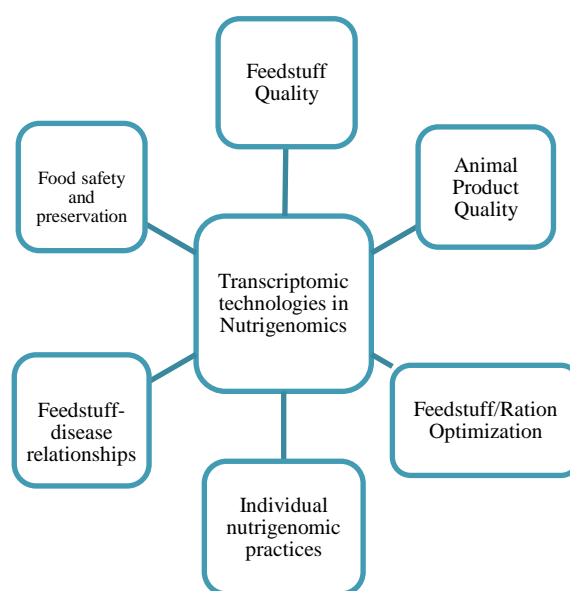 Feedstuff
Quality
Food safety
and
preservation
Animal
Product
Quality
Transcriptomic
technologies in
Nutrigenomics
Feedstuff-
disease
relationships
Feedstuff/Ration
Optimization
Individual
nutrigenomic
practices